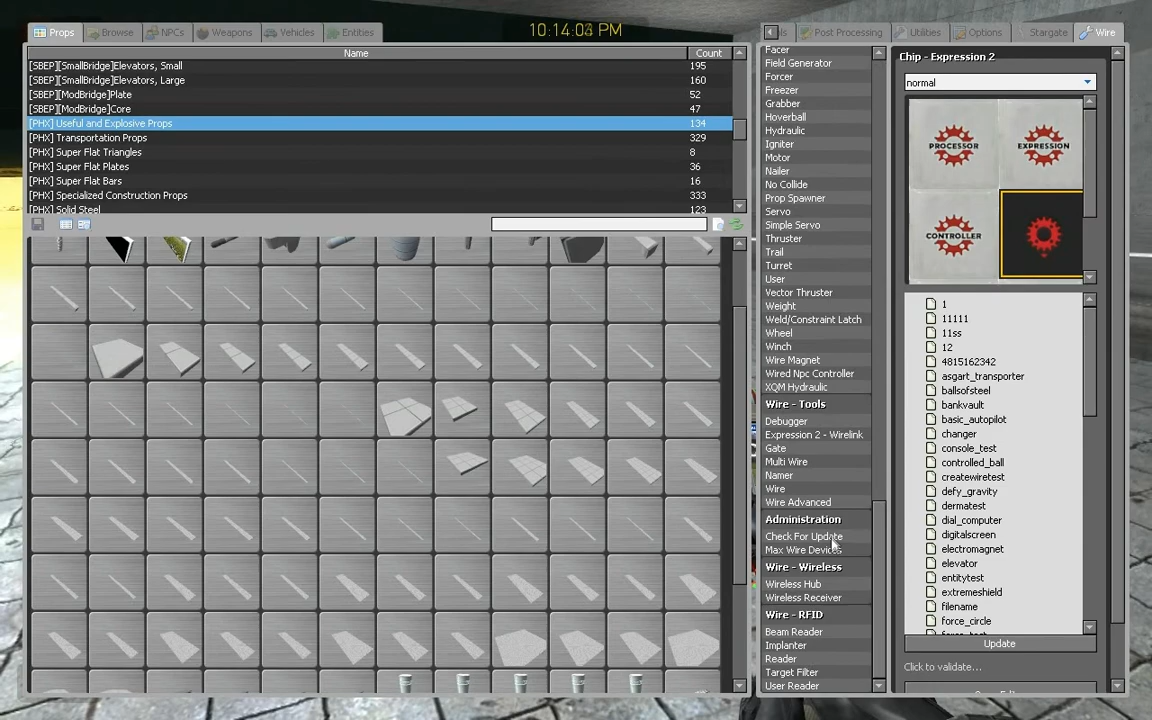 Props
Browse
NPCs
Weapons
Vehicles
Entities
10:14:03 PM
ls
Post Processing
Utilities
Options
Stargate
Wire
Name
Count
[SBEP][SmallBridge]Elevators, Small
195
[SBEP][SmallBridge]Elevators, Large
160
[SBEP][ModBridge]Plate
52
[SBEP][ModBridge]Core
47
[PHX] Useful and Explosive Props
134
[PHX] Transportation Props
329
[PHX] Super Flat Triangles
8
[PHX] Super Flat Plates
36
[PHX] Super Flat Bars
16
[PHX] Specialized Construction Props
333
[PHX] Solid Steel
123
Facer
Field Generator
Forcer
Freezer
Grabber
Hoverball
Hydraulic
Igniter
Motor
Nailer
No Collide
Prop Spawner
Servo
Simple Servo
Thruster
Trail
Turret
User
Vector Thruster
Weight
Weld/Constraint Latch
Wheel
Winch
Wire Magnet
Wired Npc Controller
XQM Hydraulic
Wire - Tools
Debugger
Expression 2 - Wirelink
Gate
Multi Wire
Namer
Wire
Wire Advanced
Administration
Check For Update
Max Wire Devices
Wire - Wireless
Wireless Hub
Wireless Receiver
Wire - RFID
Beam Reader
Implanter
Reader
Target Filter
User Reader
Chip - Expression 2
normal
PROCESSOR
EXPRESSION
CONTROLLER
1
11111
11ss
12
4815162342
asgart_transporter
ballsofsteel
bankvault
basic_autopilot
changer
console_test
controlled_ball
createwiretest
defy_gravity
dermatest
dial_computer
digitalscreen
electromagnet
elevator
entitytest
extremeshield
filename
force_circle
Update
Click to validate...